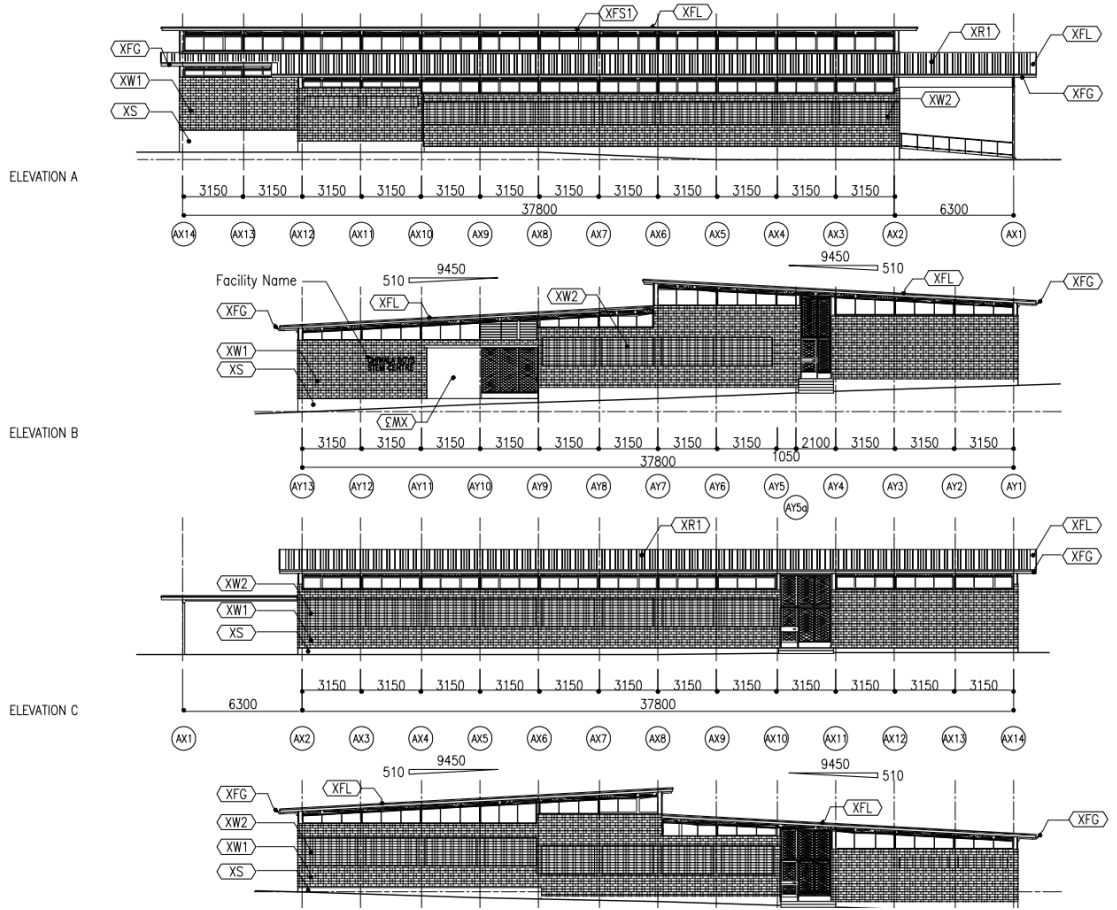 XFS1 XFL
XFG XR1 XFL
XW1 XFG
XS XW2
ELEVATION A
3150 3150 3150 3150 3150 3150 3150 3150 3150 3150 3150 3150
37800 6300
AX14 AX13 AX12 AX11 AX10 AX9 AX8 AX7 AX6 AX5 AX4 AX3 AX2 AX1
9450 9450
510 510
Facility Name
XFL XW2 XFL
XFG XFG
XW1
STEM CENTRE
XS
XW3
ELEVATION B
3150 3150 3150 3150 3150 3150 3150 3150 2100 3150 3150 3150
1050
37800
AY13 AY12 AY11 AY10 AY9 AY8 AY7 AY6 AY5 AY4 AY3 AY2 AY1
AY5a
XR1 XFL
XFG
XW2
XW1
XS
3150 3150 3150 3150 3150 3150 3150 3150 3150 3150 3150 3150
ELEVATION C
6300 37800
AX1 AX2 AX3 AX4 AX5 AX6 AX7 AX8 AX9 AX10 AX11 AX12 AX13 AX14
9450 9450
510 510
XFL
XFG XFL
XW2 XFG
XW1
XS